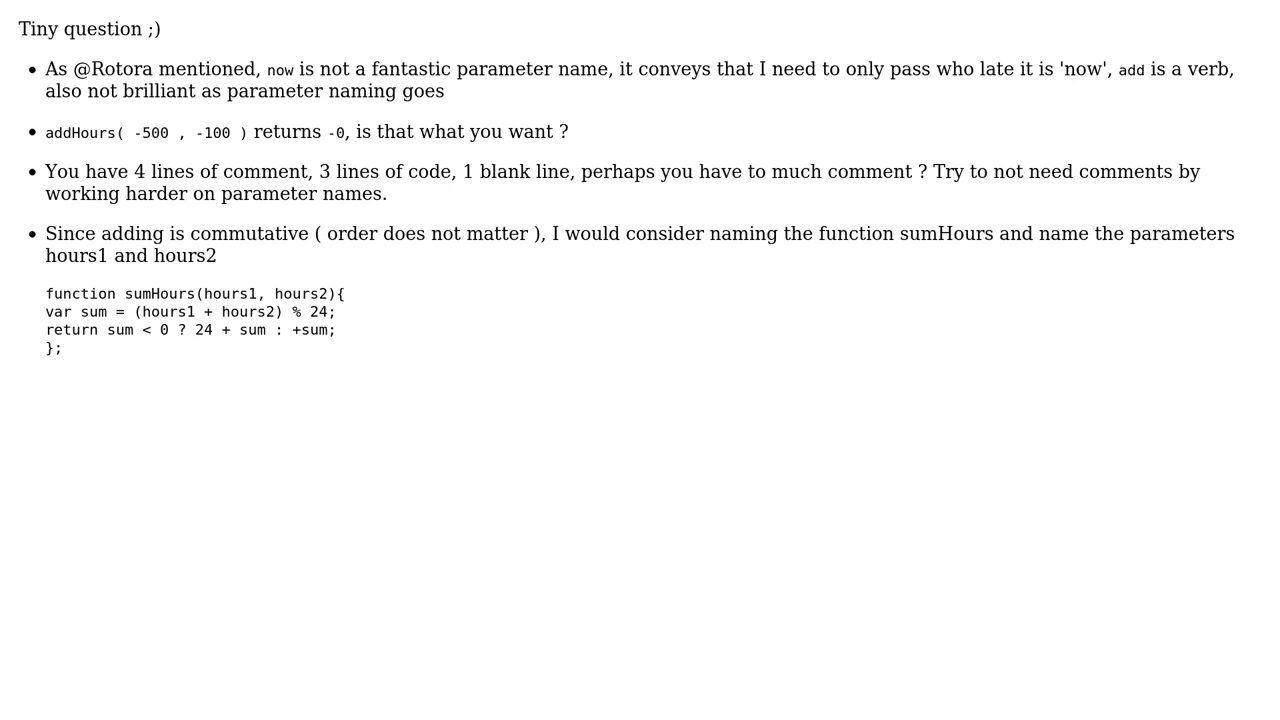 Tiny question ;)
• As @Rotora mentioned, now is not a fantastic parameter name, it conveys that I need to only pass who late it is 'now', add is a verb,
also not brilliant as parameter naming goes
• addHours( -500 , -100 ) returns -0, is that what you want ?
• You have 4 lines of comment, 3 lines of code, 1 blank line, perhaps you have to much comment ? Try to not need comments by
working harder on parameter names.
• Since adding is commutative ( order does not matter ), I would consider naming the function sumHours and name the parameters
hours1 and hours2
function sumHours(hours1, hours2){
var sum = (hours1 + hours2) % 24;
return sum < 0 ? 24 + sum : +sum;
};